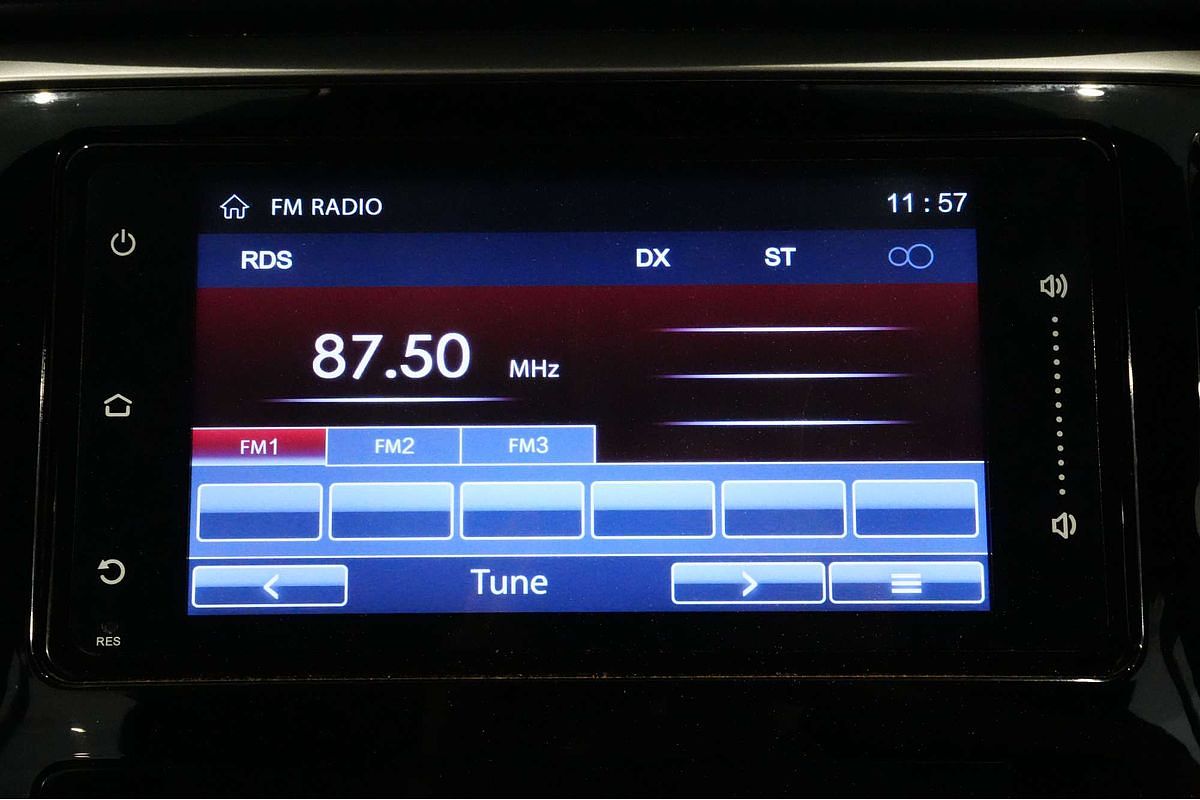 FM RADIO 11:57
RDS DX ST
87.50 MHz
FM1 FM2 FM3
Tune
RES